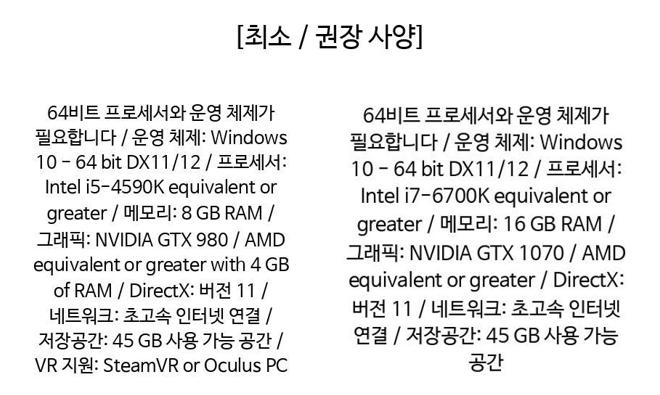 [최소 / 권장 사양]
64비트 프로세서와 운영 체제가
필요합니다 / 운영 체제: Windows
10 - 64 bit DX11/12 / 프로세서:
Intel i5-4590K equivalent or
greater / 메모리: 8 GB RAM /
그래픽: NVIDIA GTX 980 / AMD
equivalent or greater with 4 GB
of RAM / DirectX: 버전 11 /
네트워크: 초고속 인터넷 연결 /
저장공간: 45 GB 사용 가능 공간 /
VR 지원: SteamVR or Oculus PC
64비트 프로세서와 운영 체제가
필요합니다 / 운영 체제: Windows
10 - 64 bit DX11/12 / 프로세서:
Intel i7-6700K equivalent or
greater / 메모리: 16 GB RAM /
그래픽: NVIDIA GTX 1070 / AMD
equivalent or greater / DirectX:
버전 11 / 네트워크: 초고속 인터넷
연결 / 저장공간: 45 GB 사용 가능
공간